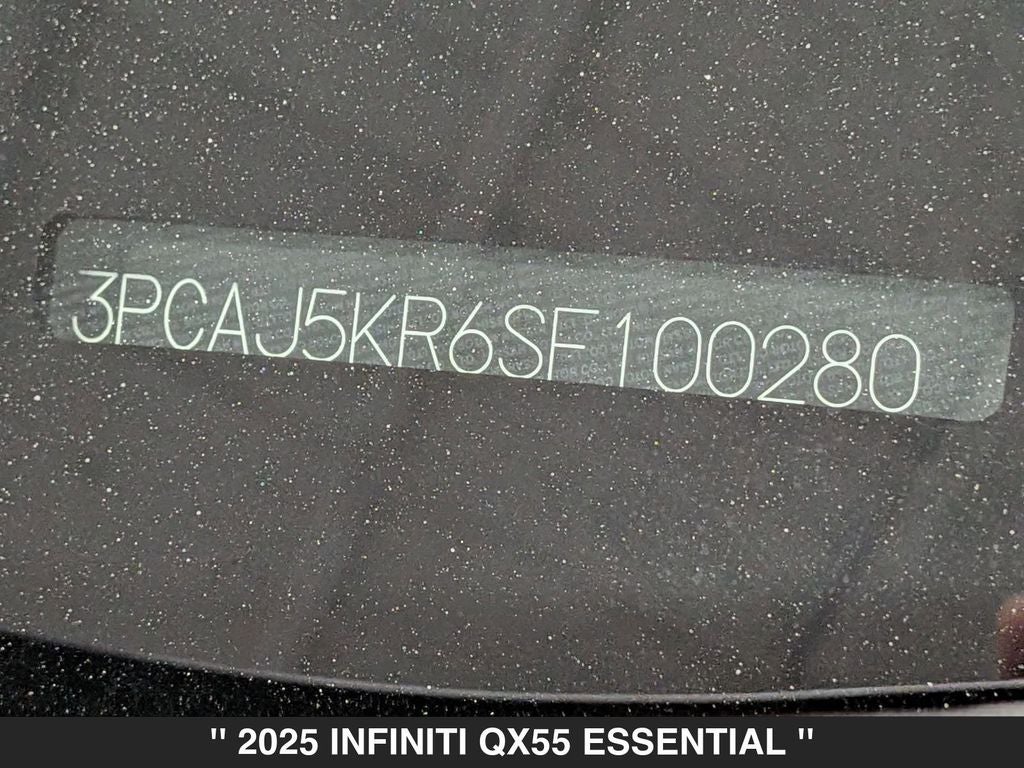 3PCAJ5KR6SF100280
" 2025 INFINITI QX55 ESSENTIAL "